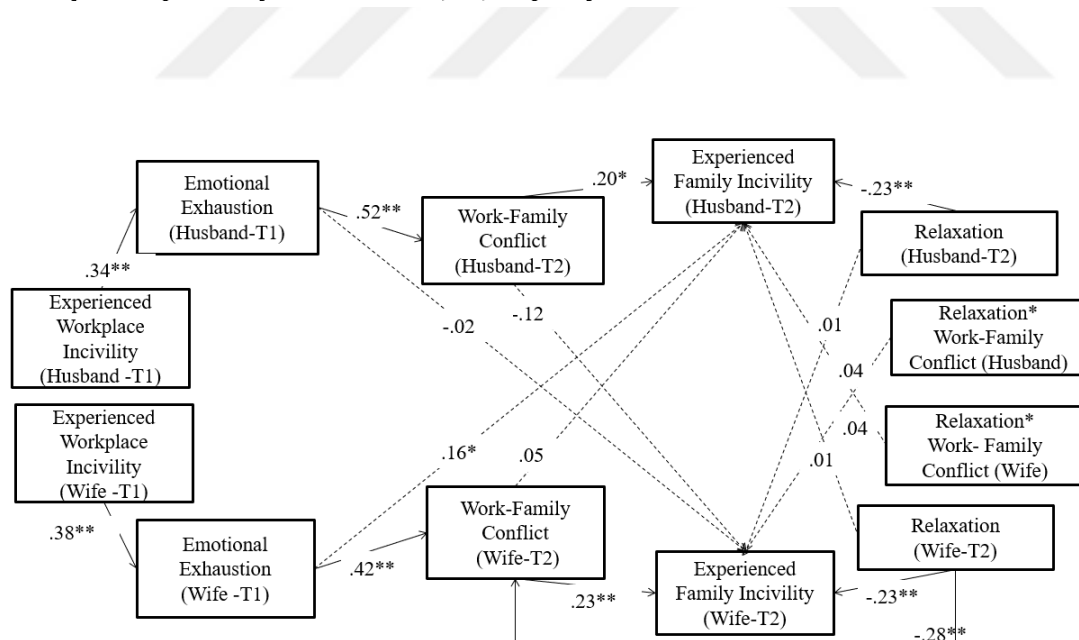 Experienced
Family Incivility
(Husband-T2)
Emotional
Exhaustion
(Husband-T1)
.20*
-.23**
.52**
Work-Family
Conflict
(Husband-T2)
Relaxation
(Husband-T2)
.34**
Experienced
Workplace
Incivility
(Husband -T1)
-.02
-.12
.01
Relaxation*
Work-Family
Conflict (Husband)
.04
Experienced
Workplace
Incivility
(Wife -T1)
Relaxation*
Work- Family
Conflict (Wife)
.04
.16*
.05
.01
.38**
Work-Family
Conflict
(Wife-T2)
Relaxation
(Wife-T2)
Emotional
Exhaustion
(Wife -T1)
.42**
Experienced
Family Incivility
(Wife-T2)
.23**
-.23**
-.28**